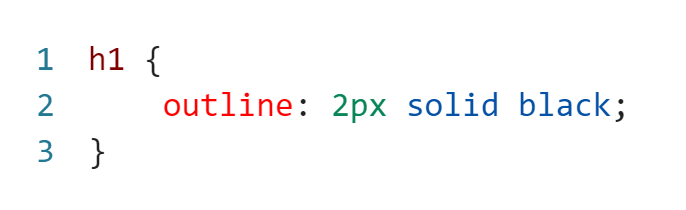 1 h1 {
2     outline: 2px solid black;
3 }